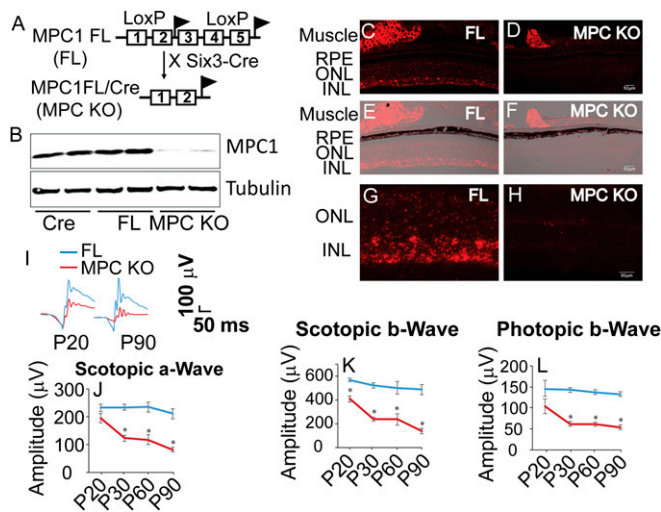 A
LoxP LoxP
MPC1 FL
(FL)
1 2 3 4 5
X Six3-Cre
MPC1FL/Cre
(MPC KO)
1 2
B
MPC1
Tubulin
Cre FL MPC KO
C FL
D MPC KO
Muscle
RPE
ONL
INL
50µm
E FL
F MPC KO
Muscle
RPE
ONL
INL
G FL
H MPC KO
ONL
INL
I
FL
MPC KO
100 µV
50 ms
P20 P90
Scotopic a-Wave
J
Amplitude (µV)
300
200
100
0
P20 P30 P60 P90
* * *
Scotopic b-Wave
K
Amplitude (µV)
600
400
200
0
P20 P30 P60 P90
* * * *
Photopic b-Wave
L
Amplitude (µV)
200
150
100
50
0
P20 P30 P60 P90
* * *